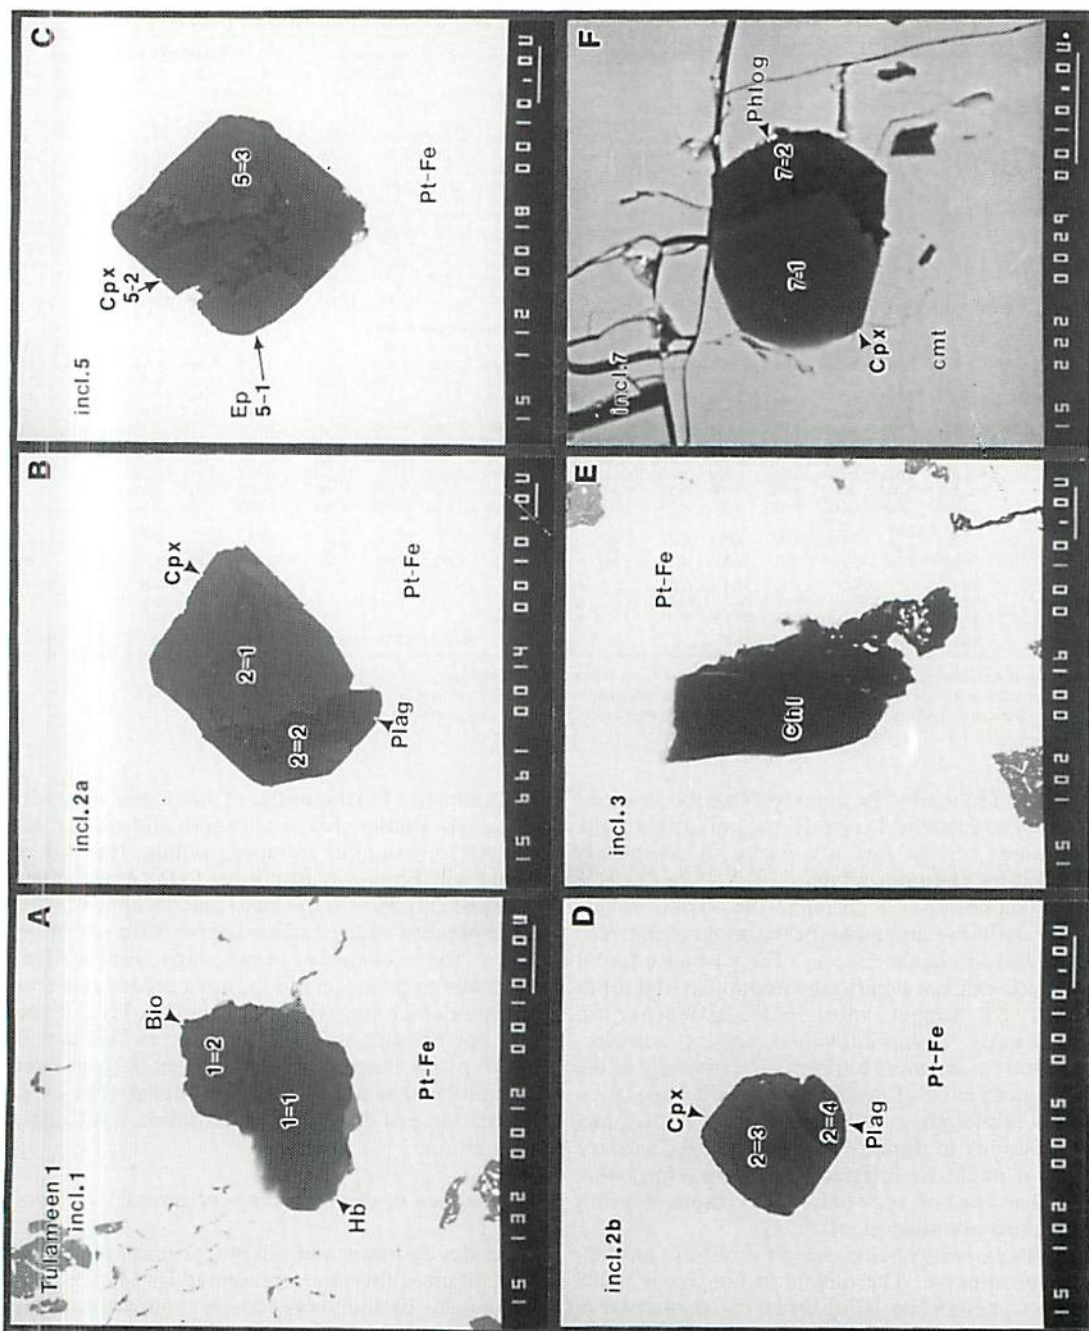 A
Tulameen 1
incl.1
Bio
1=2
1=1
Hb
Pt-Fe
15 132 0012 0010.0U
B
incl.2a
Cpx
2=1
2=2
Plag
Pt-Fe
15 661 0014 0010.0U
C
incl.5
Cpx
5-2
5=3
Ep
5-1
Pt-Fe
15 112 0018 0010.0U
D
incl.2b
Cpx
2=3
2=4
Plag
Pt-Fe
15 102 0015 0010.0U
E
incl.3
Pt-Fe
Chl
15 102 0016 0010.0U
F
incl.7
Phlog
7=2
7=1
Cpx
cmt
15 222 0029 0010.0U